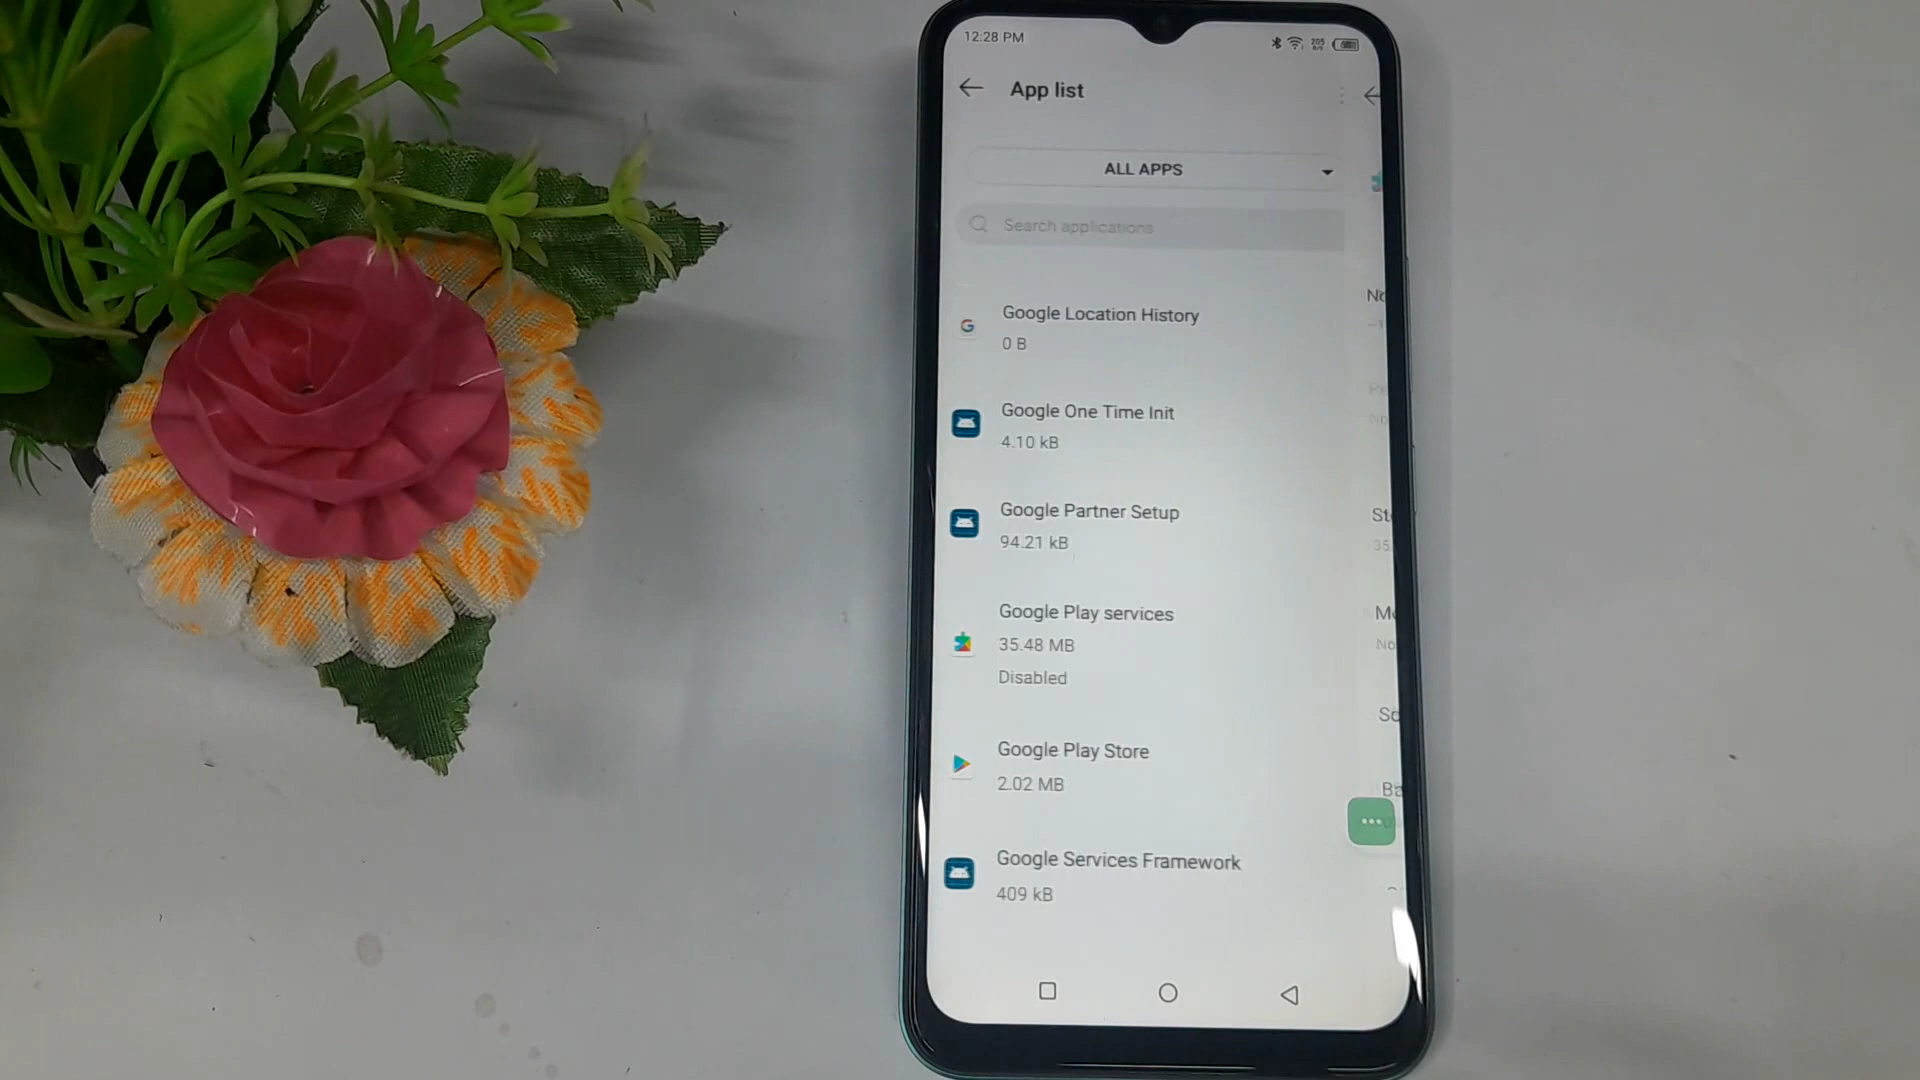 12:28 PM
App list
ALL APPS
Search applications
Google Location History
0 B
Google One Time Init
4.10 kB
Google Partner Setup
94.21 kB
Google Play services
35.48 MB
Disabled
Google Play Store
2.02 MB
Google Services Framework
409 kB